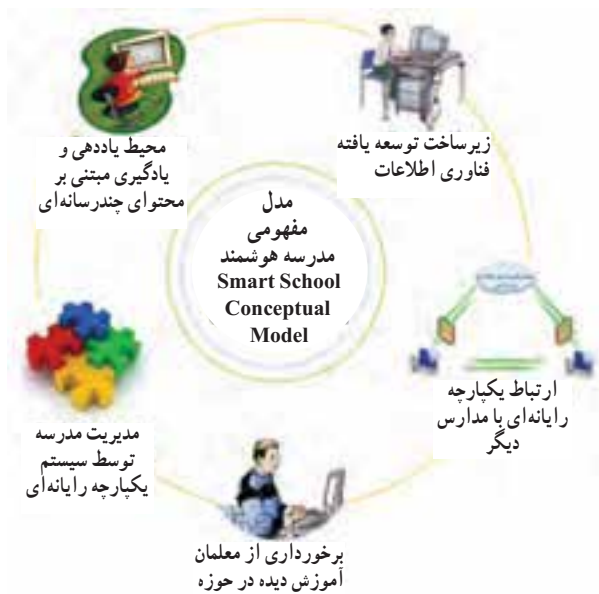 محیط یاددهی و
یادگیری مبتنی بر
محتوای چندرسانه‌ای
زیرساخت توسعه یافته
فناوری اطلاعات
مدل
مفهومی
مدرسه هوشمند
Smart School
Conceptual
Model
ارتباط یکپارچه
رایانه‌ای با مدارس
دیگر
مدیریت مدرسه
توسط سیستم
یکپارچه رایانه‌ای
برخورداری از معلمان
آموزش دیده در حوزه